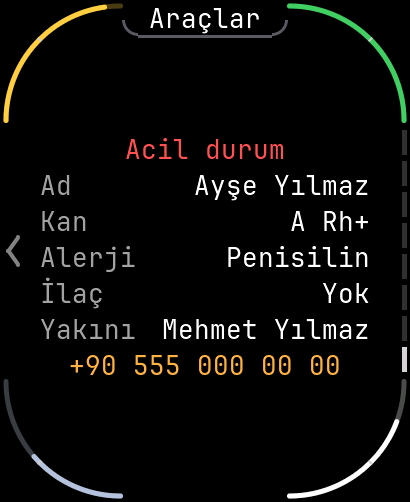 Araçlar
Acil durum
Ad Ayşe Yılmaz
Kan A Rh+
Alerji Penisilin
İlaç Yok
Yakını Mehmet Yılmaz
+90 555 000 00 00